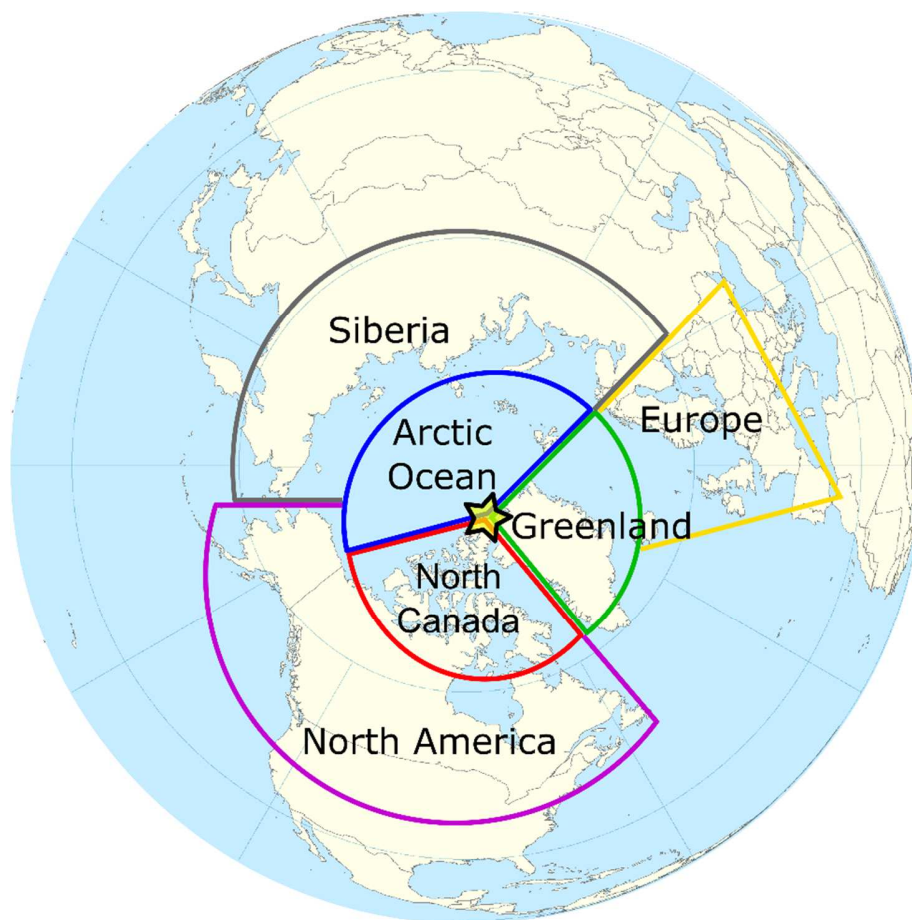 Siberia
Arctic
Ocean
Europe
Greenland
North
Canada
North America